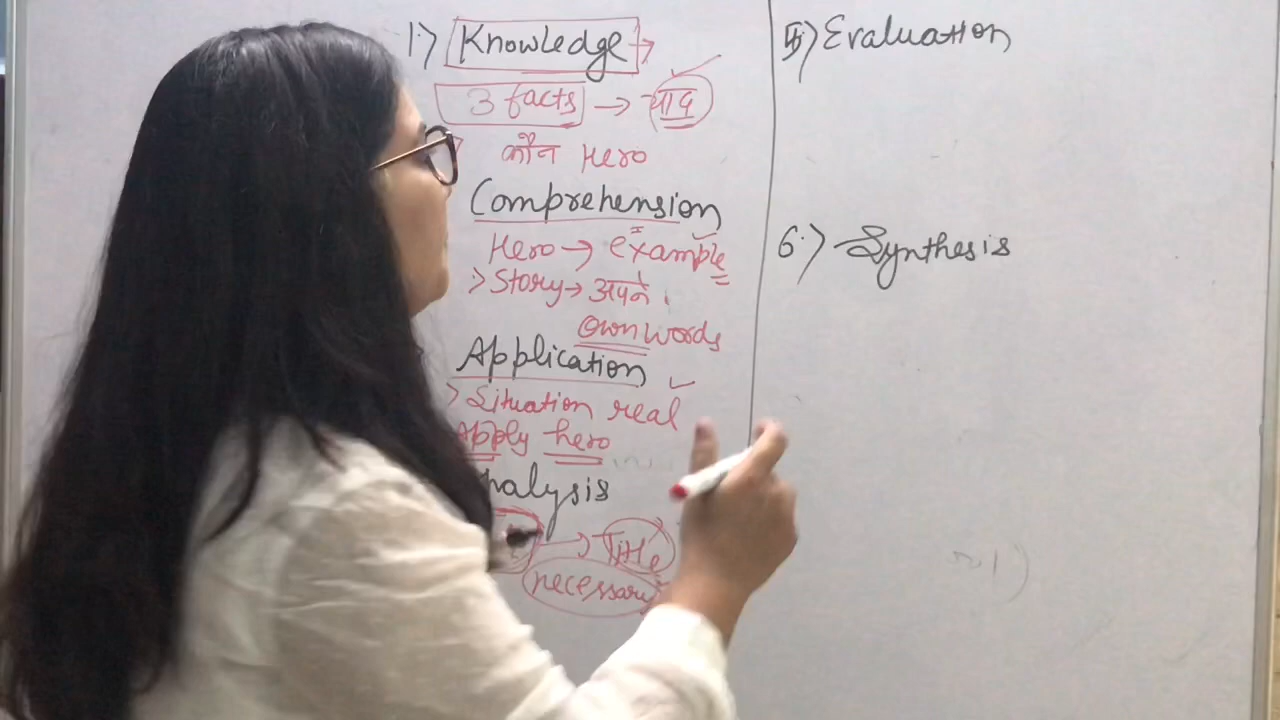 1.) Knowledge →
3 facts → याद
कौन Hero
Comprehension
Hero → example
:> Story → अपने
Own words
Application
> Situation real
Apply hero
nalysis
→ Title
necessary
5.) Evaluation
6.) Synthesis